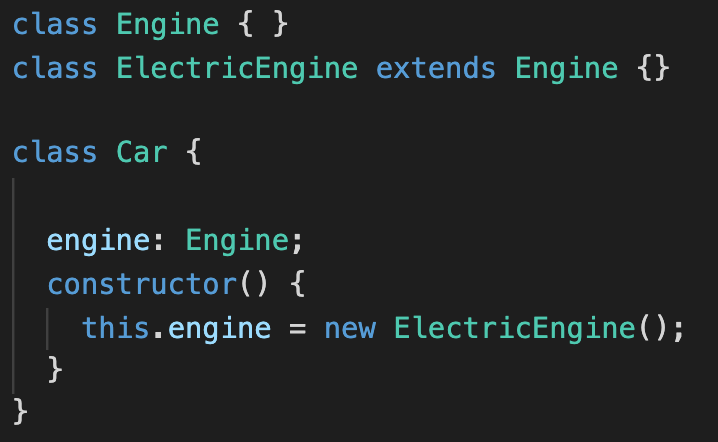 class Engine { }
class ElectricEngine extends Engine {}
class Car {
engine: Engine;
constructor() {
this.engine = new ElectricEngine();
}
}